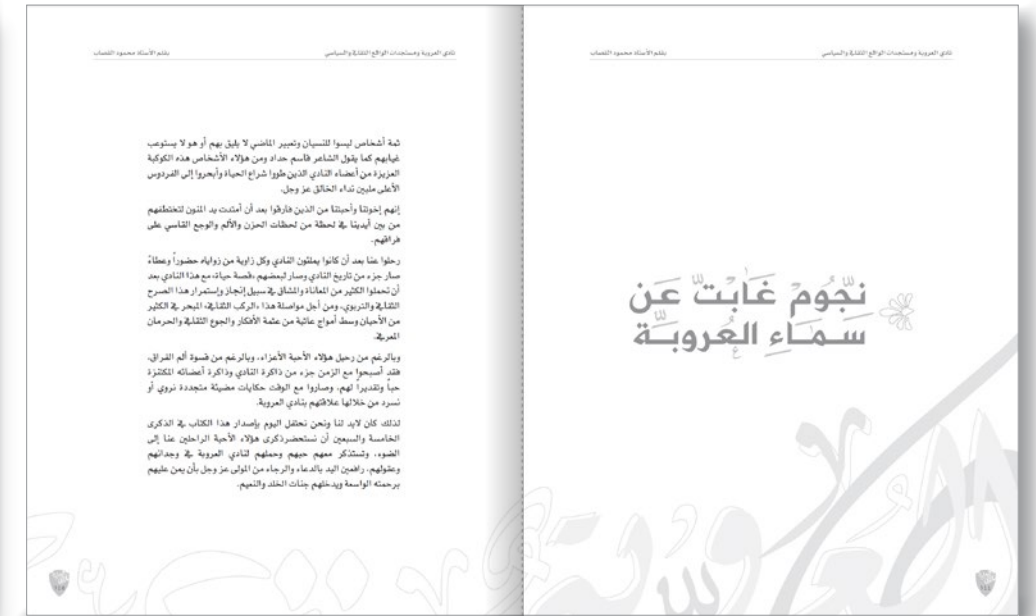 نادي العروبة ومستجدات الواقع الثقافي والسياسي
بقلم الأستاذ محمود القصاب
نجوم غابت عن
سماء العروبة
نادي العروبة ومستجدات الواقع الثقافي والسياسي
بقلم الأستاذ محمود القصاب
ثمة أشخاص ليسوا للنسيان وتعبير الماضي لا يليق بهم أو هو لا يستوعب
غيابهم كما يقول الشاعر قاسم حداد ومن هؤلاء الأشخاص هذه الكوكبة
العزيزة من أعضاء النادي الذين طووا شراع الحياة وأبحروا إلى الفردوس
الأعلى ملبين نداء الخالق عز وجل.
إنهم إخوتنا وأحبتنا من الذين فارقوا بعد أن أمتدت يد المنون لتختطفهم
من بين أيدينا في لحظة من لحظات الحزن والألم والوجع القاسي على
فراقهم.
رحلوا عنا بعد أن كانوا يملئون النادي وكل زاوية من زواياه حضوراً وعطاءً
صار جزء من تاريخ النادي وصار لبعضهم «قصة حياة» مع هذا النادي بعد
أن تحملوا الكثير من المعاناة والمشاق في سبيل إنجاز وإستمرار هذا الصرح
الثقافي والتربوي، ومن أجل مواصلة هذا «الركب الثقافي» المبحر في الكثير
من الأحيان وسط أمواج عاتية من عتمة الأفكار والجوع الثقافي والحرمان
المعرفي.
وبالرغم من رحيل هؤلاء الأحبة الأعزاء، وبالرغم من قسوة ألم الفراق،
فقد أصبحوا مع الزمن جزء من ذاكرة النادي وذاكرة أعضائه المكتنزة
حباً وتقديراً لهم، وصاروا مع الوقت حكايات مضيئة متجددة نروي أو
نسرد من خلالها علاقتهم بنادي العروبة.
لذلك كان لابد لنا ونحن نحتفل اليوم بإصدار هذا الكتاب في الذكرى
الخامسة والسبعين أن نستحضر ذكرى هؤلاء الأحبة الراحلين عنا إلى
الضوء، ونستذكر معهم حبهم وحملهم لنادي العروبة في وجدانهم
وعقولهم، رافعين اليد بالدعاء والرجاء من المولى عز وجل بأن يمن عليهم
برحمته الواسعة ويدخلهم جنات الخلد والنعيم.